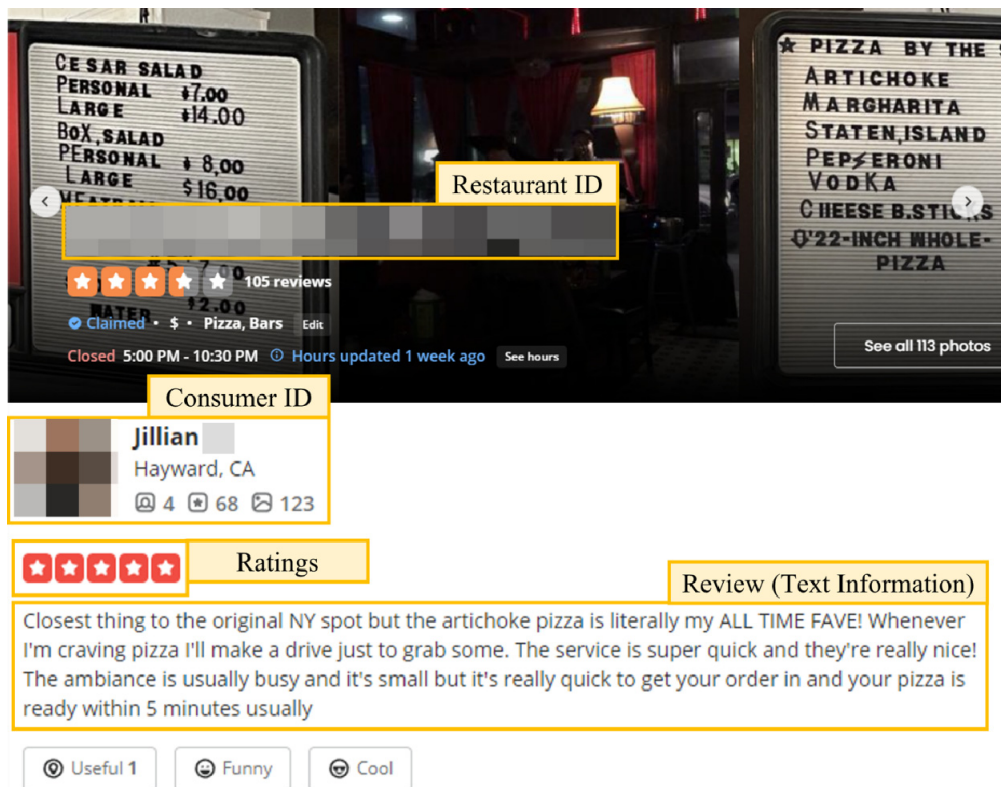 CESAR SALAD
PERSONAL $7.00
LARGE $14.00
BOX, SALAD
PERSONAL $8,00
LARGE $16,00
$2.00
WATER
★ PIZZA BY THE
ARTICHOKE
MARGHARITA
STATEN,ISLAND
PEPPERONI
VODKA
CHEESE B.STICKS
22-INCH WHOLE-
PIZZA
Restaurant ID
105 reviews
Claimed • $ • Pizza, Bars Edit
Closed 5:00 PM - 10:30 PM Hours updated 1 week ago See hours
See all 113 photos
Consumer ID
Jillian
Hayward, CA
4 68 123
Ratings
Review (Text Information)
Closest thing to the original NY spot but the artichoke pizza is literally my ALL TIME FAVE! Whenever
I'm craving pizza I'll make a drive just to grab some. The service is super quick and they're really nice!
The ambiance is usually busy and it's small but it's really quick to get your order in and your pizza is
ready within 5 minutes usually
Useful 1
Funny
Cool